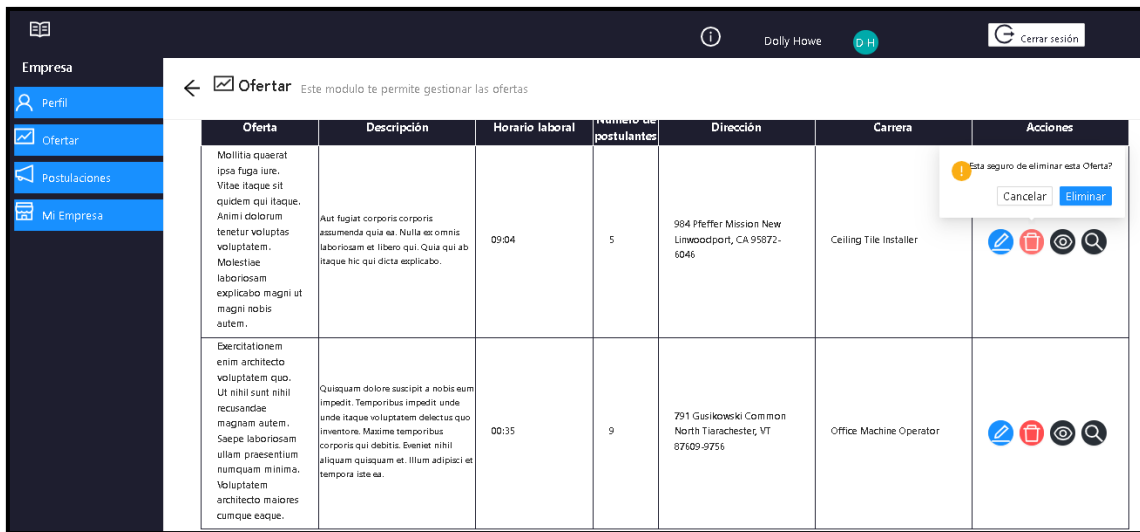 Dolly Howe
D H
Cerrar sesión
Empresa
Perfil
Ofertar
Postulaciones
Mi Empresa
Ofertar Este modulo te permite gestionar las ofertas
Oferta
Descripción
Horario laboral
Número de
postulantes
Dirección
Carrera
Acciones
Mollitia quaerat
ipsa fuga iure.
Vitae itaque sit
quidem qui itaque.
Animi dolorum
tenetur voluptas
voluptatem.
Molestiae
laboriosam
explicabo magni ut
magni nobis
autem.
Aut fugiat corporis corporis
assumenda quia ea. Nulla ex omnis
laboriosam et libero qui. Quia qui ab
itaque hic qui dicta explicabo.
09:04
5
984 Pfeffer Mission New
Linwoodport, CA 95872-
6046
Ceiling Tile Installer
Esta seguro de eliminar esta Oferta?
Cancelar
Eliminar
Exercitationem
enim architecto
voluptatem quo.
Ut nihil sunt nihil
recusandae
magnam autem.
Saepe laboriosam
ullam praesentium
numquam minima.
Voluptatem
architecto maiores
cumque eaque.
Quisquam dolore suscipit a nobis eum
impedit. Temporibus impedit unde
unde itaque voluptatem delectus quo
inventore. Maxime temporibus
corporis qui debitis. Eveniet nihil
aliquam quisquam et. Illum adipisci et
tempora iste ea.
00:35
9
791 Gusikowski Common
North Tiarachester, VT
87609-9756
Office Machine Operator